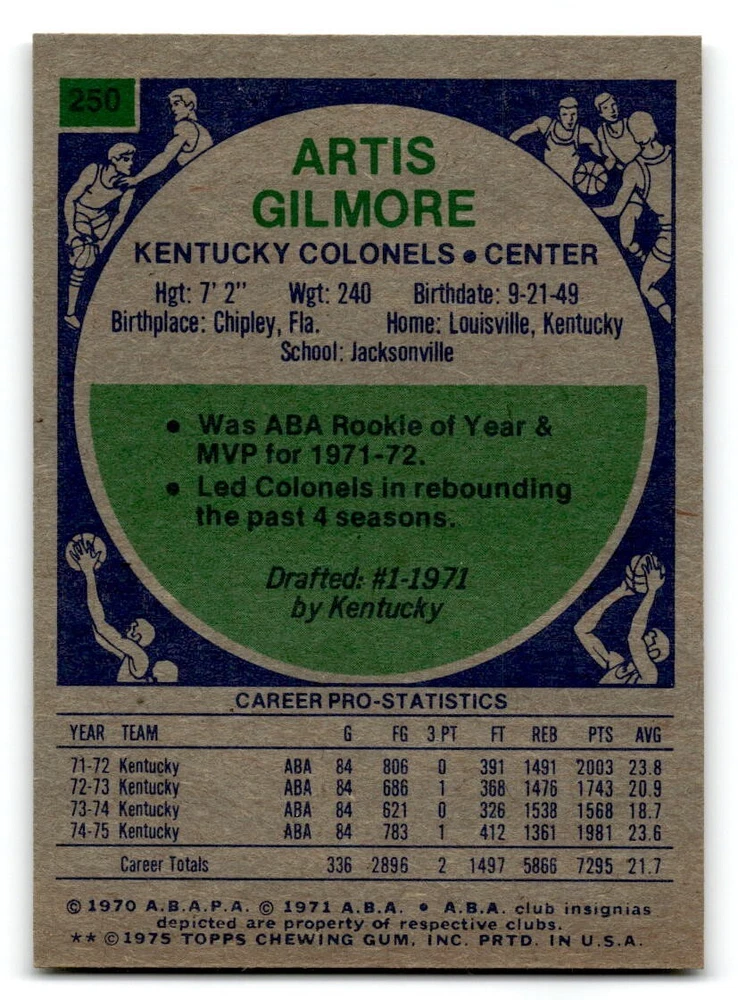 250
ARTIS
GILMORE
KENTUCKY COLONELS • CENTER
Hgt: 7' 2" Wgt: 240 Birthdate: 9-21-49
Birthplace: Chipley, Fla. Home: Louisville, Kentucky
School: Jacksonville
• Was ABA Rookie of Year &
MVP for 1971-72.
• Led Colonels in rebounding
the past 4 seasons.
Drafted: #1-1971
by Kentucky
CAREER PRO-STATISTICS
YEAR TEAM G FG 3 PT FT REB PTS AVG
71-72 Kentucky ABA 84 806 0 391 1491 2003 23.8
72-73 Kentucky ABA 84 686 1 368 1476 1743 20.9
73-74 Kentucky ABA 84 621 0 326 1538 1568 18.7
74-75 Kentucky ABA 84 783 1 412 1361 1981 23.6
Career Totals 336 2896 2 1497 5866 7295 21.7
© 1970 A.B.A.P.A. © 1971 A.B.A. • A.B.A. club insignias
depicted are property of respective clubs.
** © 1975 TOPPS CHEWING GUM, INC. PRTD. IN U.S.A.